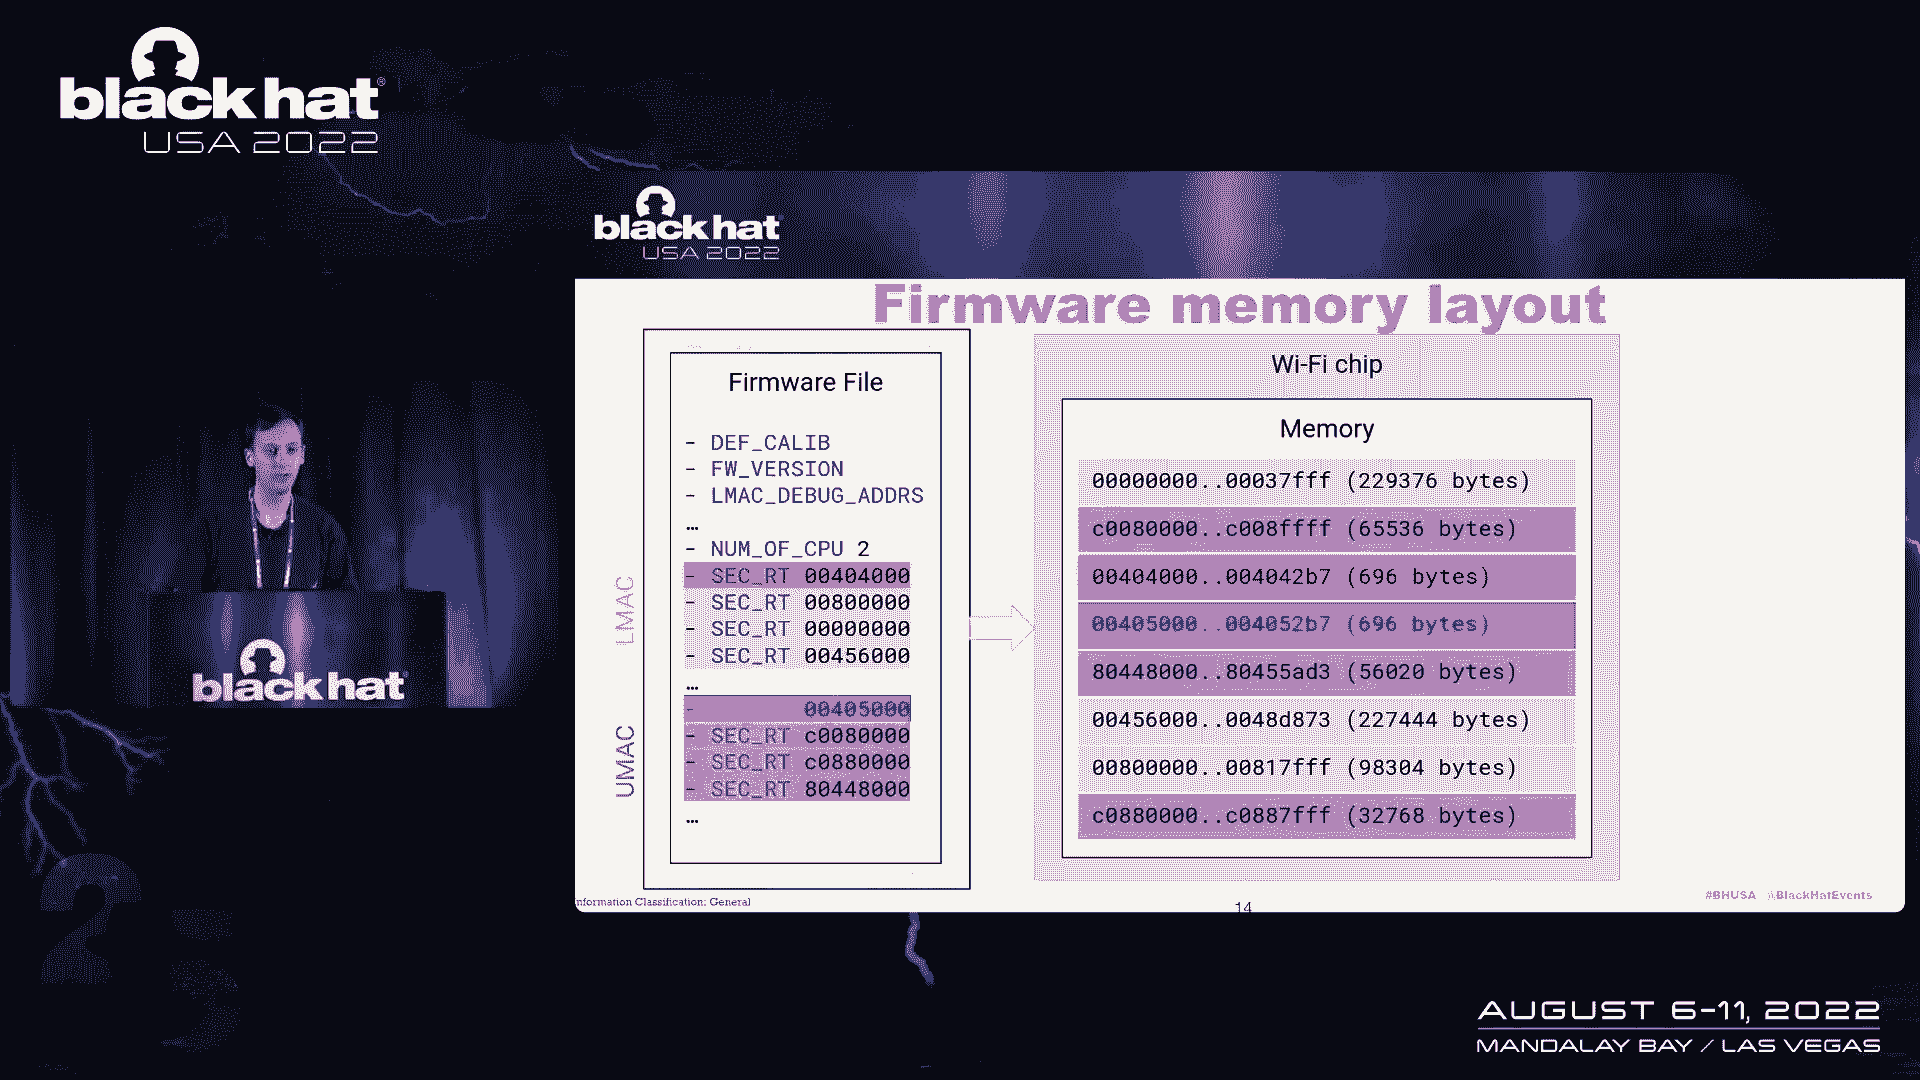 black hat®
USA 2022
black hat
USA 2022
Firmware memory layout
Firmware File
- DEF_CALIB
- FW_VERSION
- LMAC_DEBUG_ADDRS
…
- NUM_OF_CPU 2
LMAC
- SEC_RT 00404000
- SEC_RT 00800000
- SEC_RT 00000000
- SEC_RT 00456000
…
UMAC
- 00405000
- SEC_RT c0080000
- SEC_RT c0880000
- SEC_RT 80448000
…
Wi-Fi chip
Memory
00000000..00037fff (229376 bytes)
c0080000..c008ffff (65536 bytes)
00404000..004042b7 (696 bytes)
00405000..004052b7 (696 bytes)
80448000..80455ad3 (56020 bytes)
00456000..0048d873 (227444 bytes)
00800000..00817fff (98304 bytes)
c0880000..c0887fff (32768 bytes)
nformation Classification: General
14
#BHUSA @BlackHatEvents
black hat
AUGUST 6-11, 2022
MANDALAY BAY / LAS VEGAS